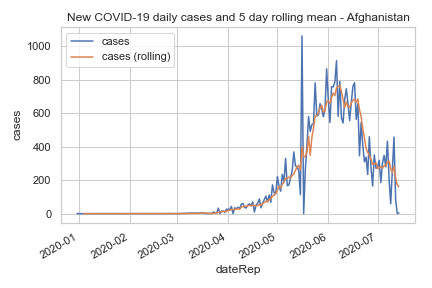 New COVID-19 daily cases and 5 day rolling mean - Afghanistan
cases
cases (rolling)
1000
800
600
400
200
0
cases
2020-01
2020-02
2020-03
2020-04
2020-05
2020-06
2020-07
dateRep